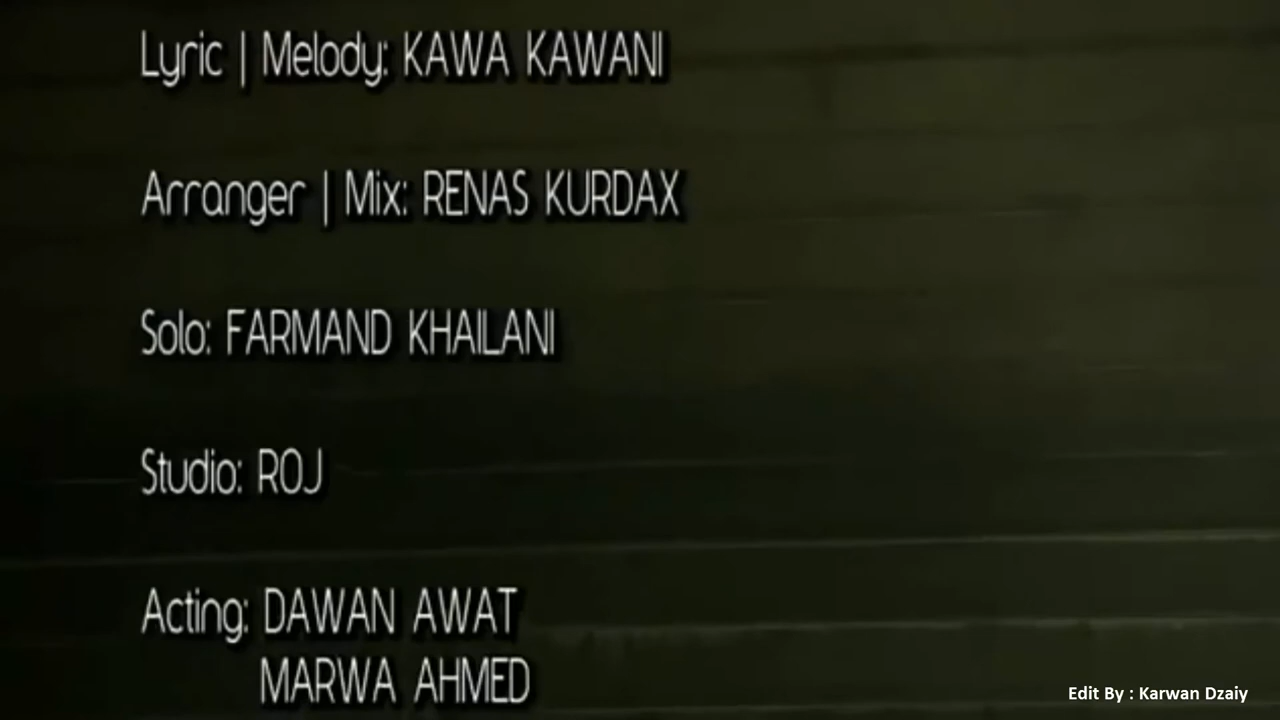 Lyric | Melody: KAWA KAWANI
Arranger | Mix: RENAS KURDAX
Solo: FARMAND KHAILANI
Studio: ROJ
Acting: DAWAN AWAT
MARWA AHMED
Edit By : Karwan Dzaiy